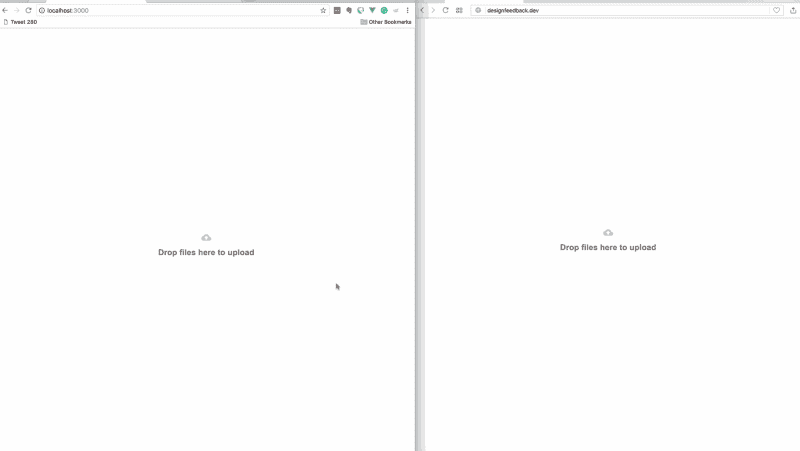 localhost:3000
Tweet 280
Other Bookmarks
Drop files here to upload
designfeedback.dev
Drop files here to upload